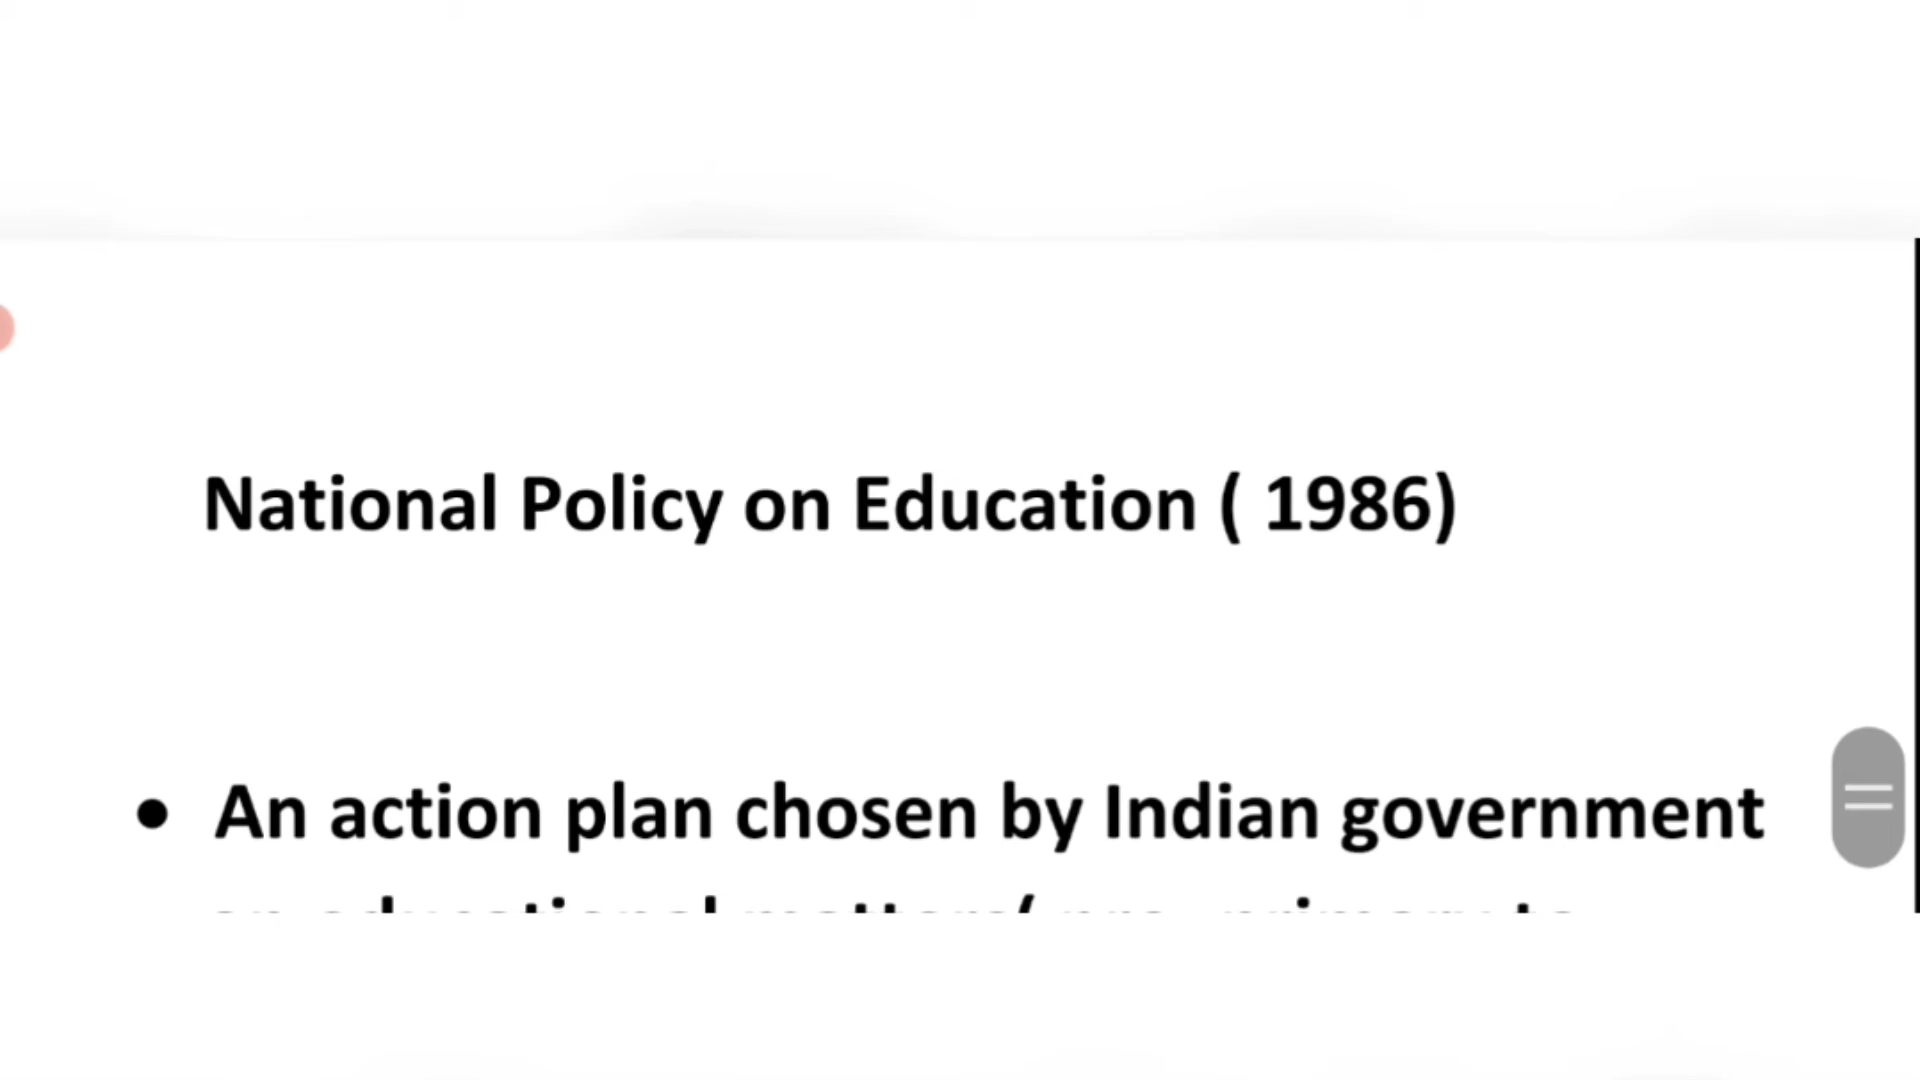 National Policy on Education ( 1986)
• An action plan chosen by Indian government